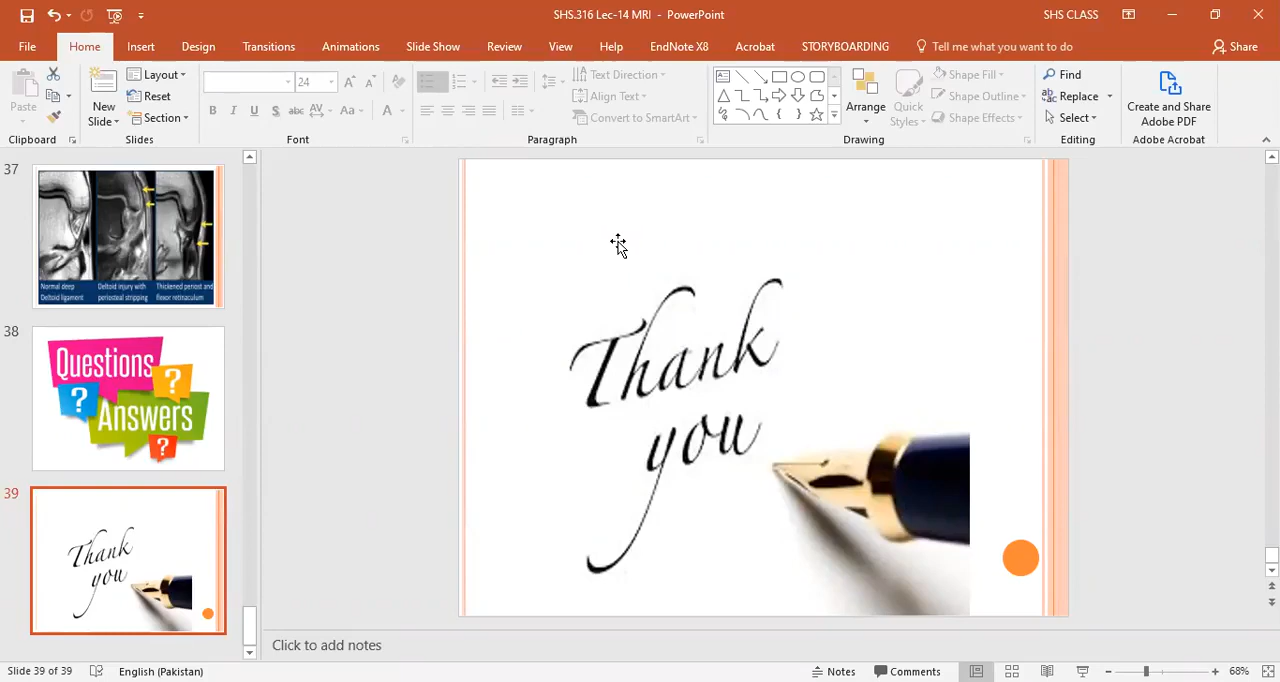 SHS.316 Lec-14 MRI - PowerPoint
SHS CLASS
File Home Insert Design Transitions Animations Slide Show Review View Help EndNote X8 Acrobat STORYBOARDING Tell me what you want to do Share
Paste
New Slide
Layout
Reset
Section
24
B I U S abc AV Aa A
Text Direction
Align Text
Convert to SmartArt
Arrange
Quick Styles
Shape Fill
Shape Outline
Shape Effects
Find
Replace
Select
Create and Share
Adobe PDF
Clipboard Slides Font Paragraph Drawing Editing Adobe Acrobat
37
Normal deep
Deltoid ligament
Deltoid injury with
periosteal stripping
Thickened periost and
flexor retinaculum
38
Questions
?
?
Answers
?
39
Thank
you
Thank
you
Click to add notes
Slide 39 of 39
English (Pakistan)
Notes
Comments
68%